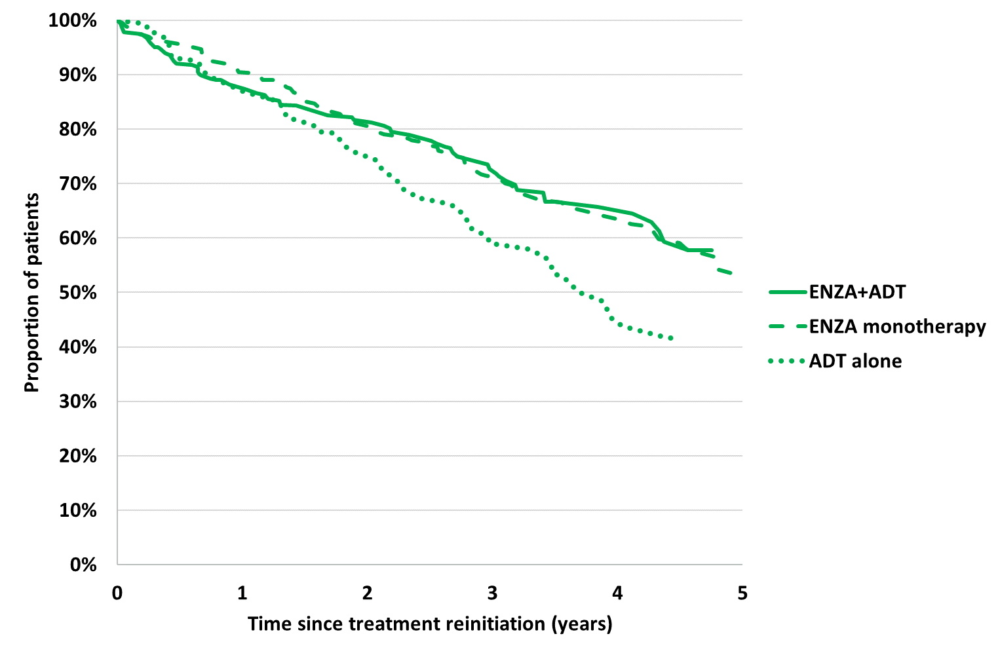 100%
90%
80%
70%
60%
50%
40%
30%
20%
10%
0%
Proportion of patients
0 1 2 3 4 5
Time since treatment reinitiation (years)
ENZA+ADT
ENZA monotherapy
ADT alone